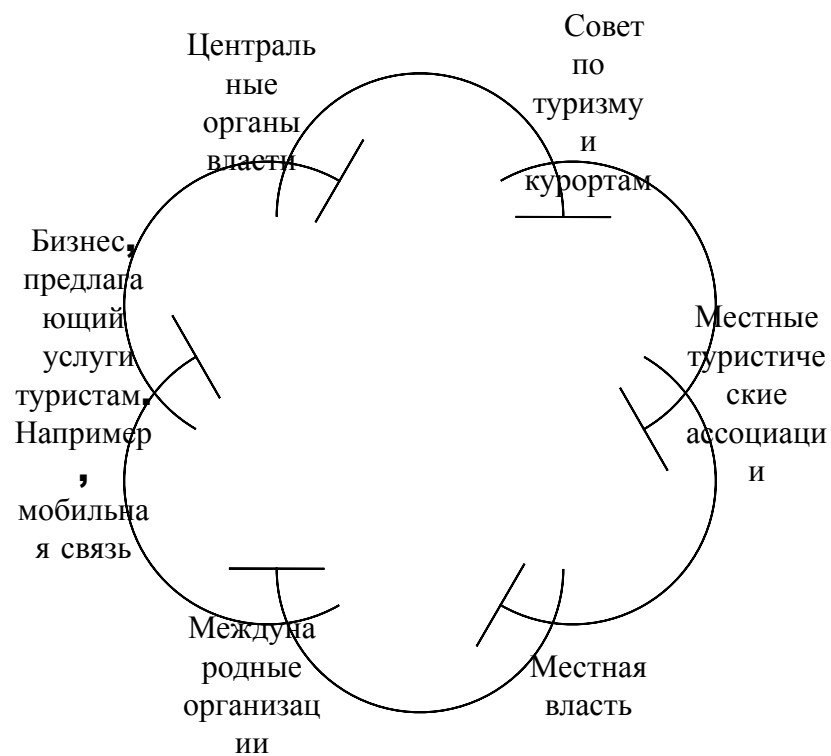 Централь
ные
органы
власти
Совет
по
туризму
и
курортам
Бизнес,
предлага
ющий
услуги
туристам.
Например
,
мобильна
я связь
Местные
туристиче
ские
ассоциаци
и
Междуна
родные
организац
ии
Местная
власть